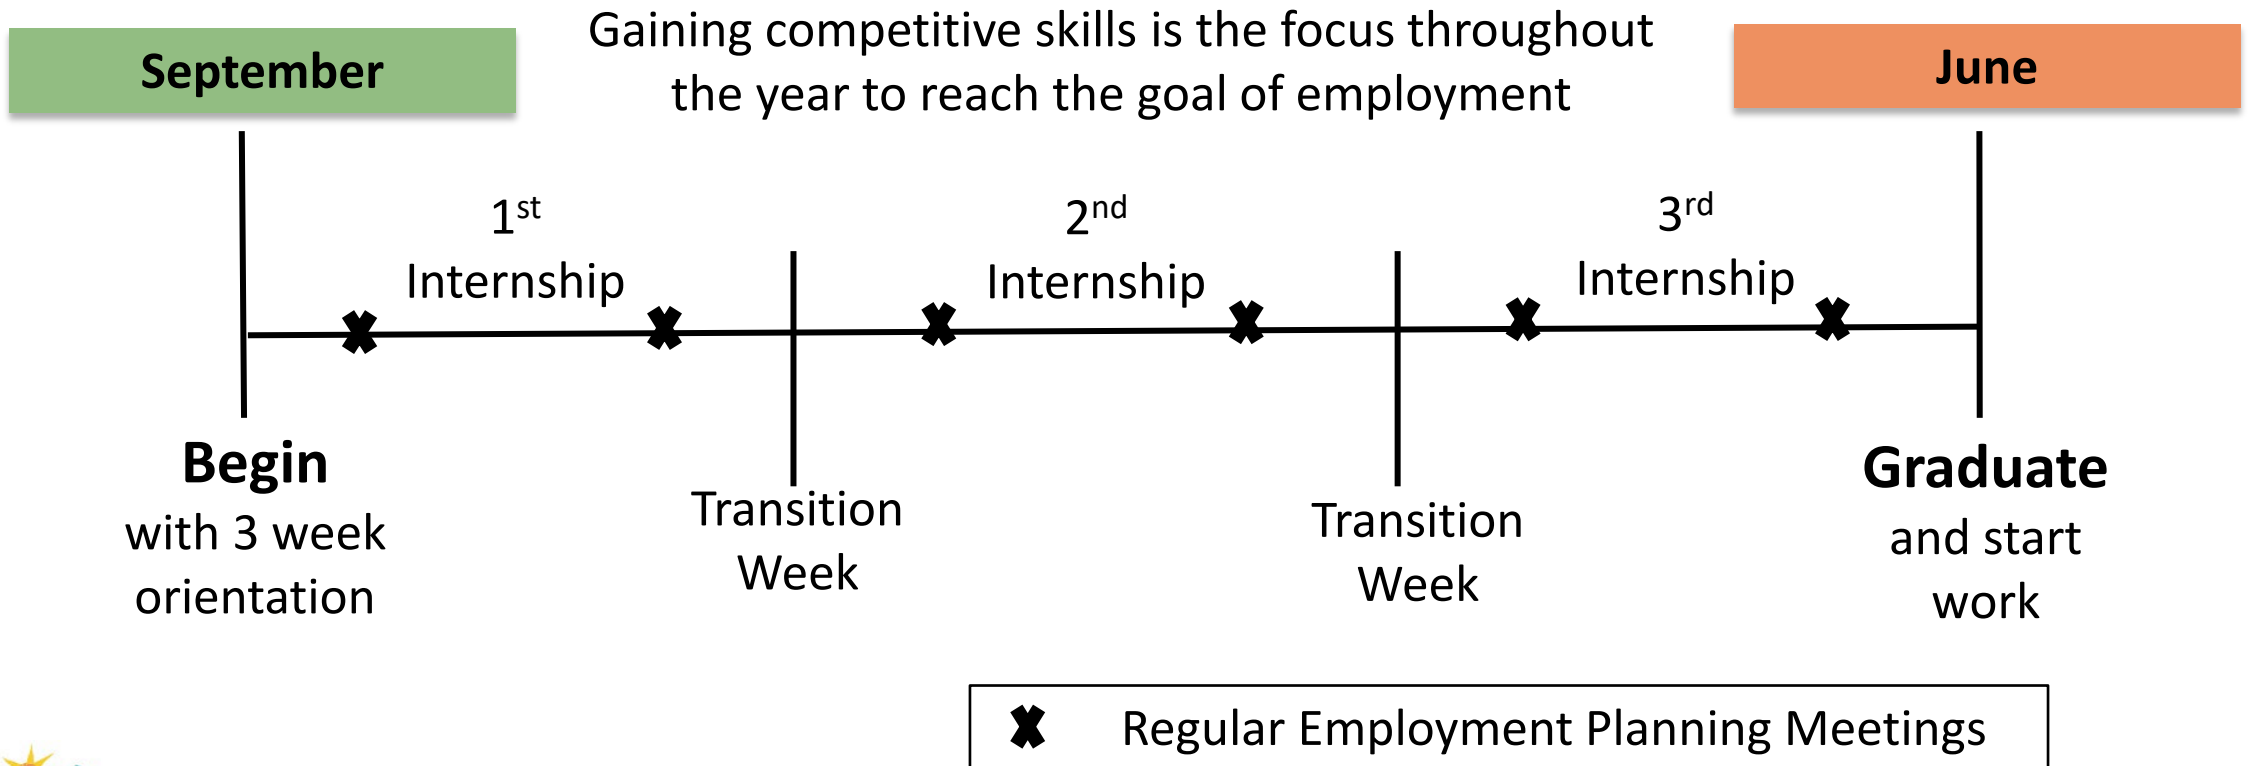 September
Gaining competitive skills is the focus throughout
the year to reach the goal of employment
June
1st
Internship
2nd
Internship
3rd
Internship
Begin
with 3 week
orientation
Transition
Week
Transition
Week
Graduate
and start
work
Regular Employment Planning Meetings